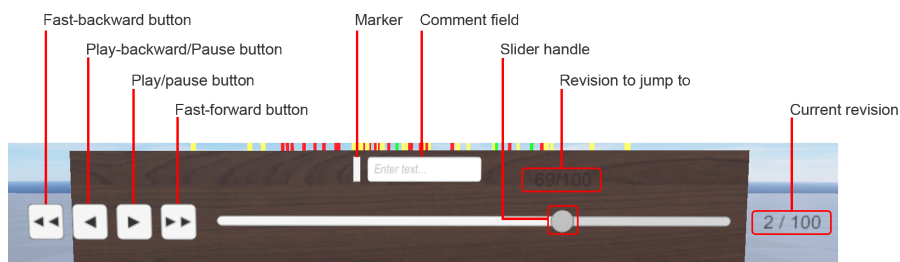 Fast-backward button
Marker
Comment field
Play-backward/Pause button
Slider handle
Play/pause button
Revision to jump to
Fast-forward button
Current revision
Enter text...
69/100
2 / 100